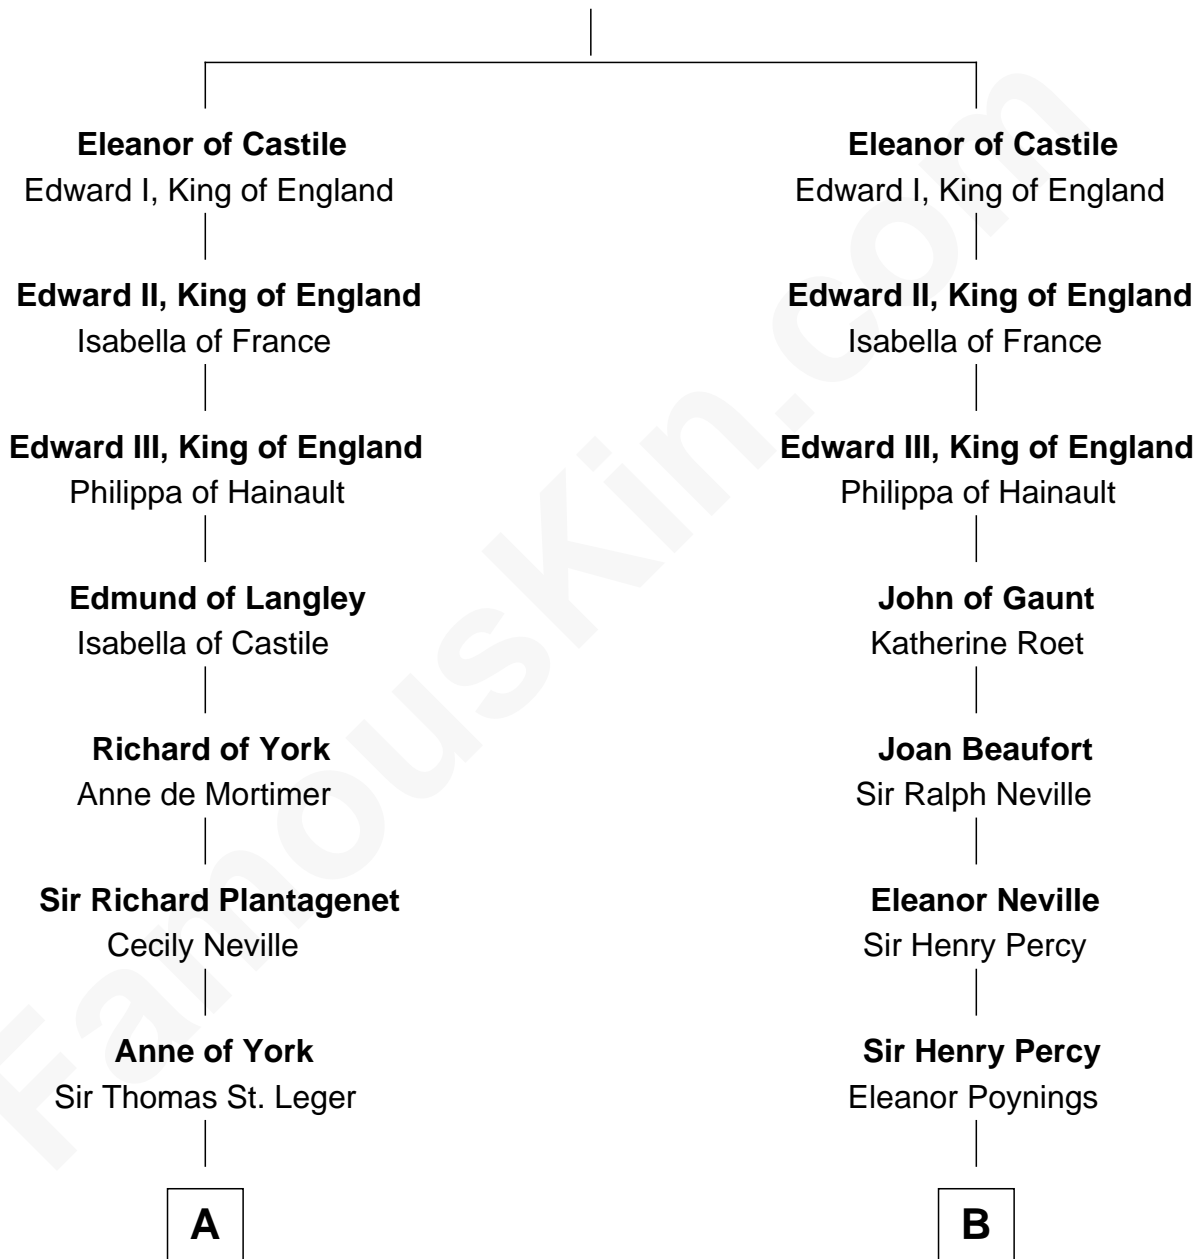 Eleanor of Castile
Edward I, King of England
Edward II, King of England
Isabella of France
Edward III, King of England
Philippa of Hainault
Edmund of Langley
Isabella of Castile
Richard of York
Anne de Mortimer
Sir Richard Plantagenet
Cecily Neville
Anne of York
Sir Thomas St. Leger
A
Eleanor of Castile
Edward I, King of England
Edward II, King of England
Isabella of France
Edward III, King of England
Philippa of Hainault
John of Gaunt
Katherine Roet
Joan Beaufort
Sir Ralph Neville
Eleanor Neville
Sir Henry Percy
Sir Henry Percy
Eleanor Poynings
B
FamousKin.com